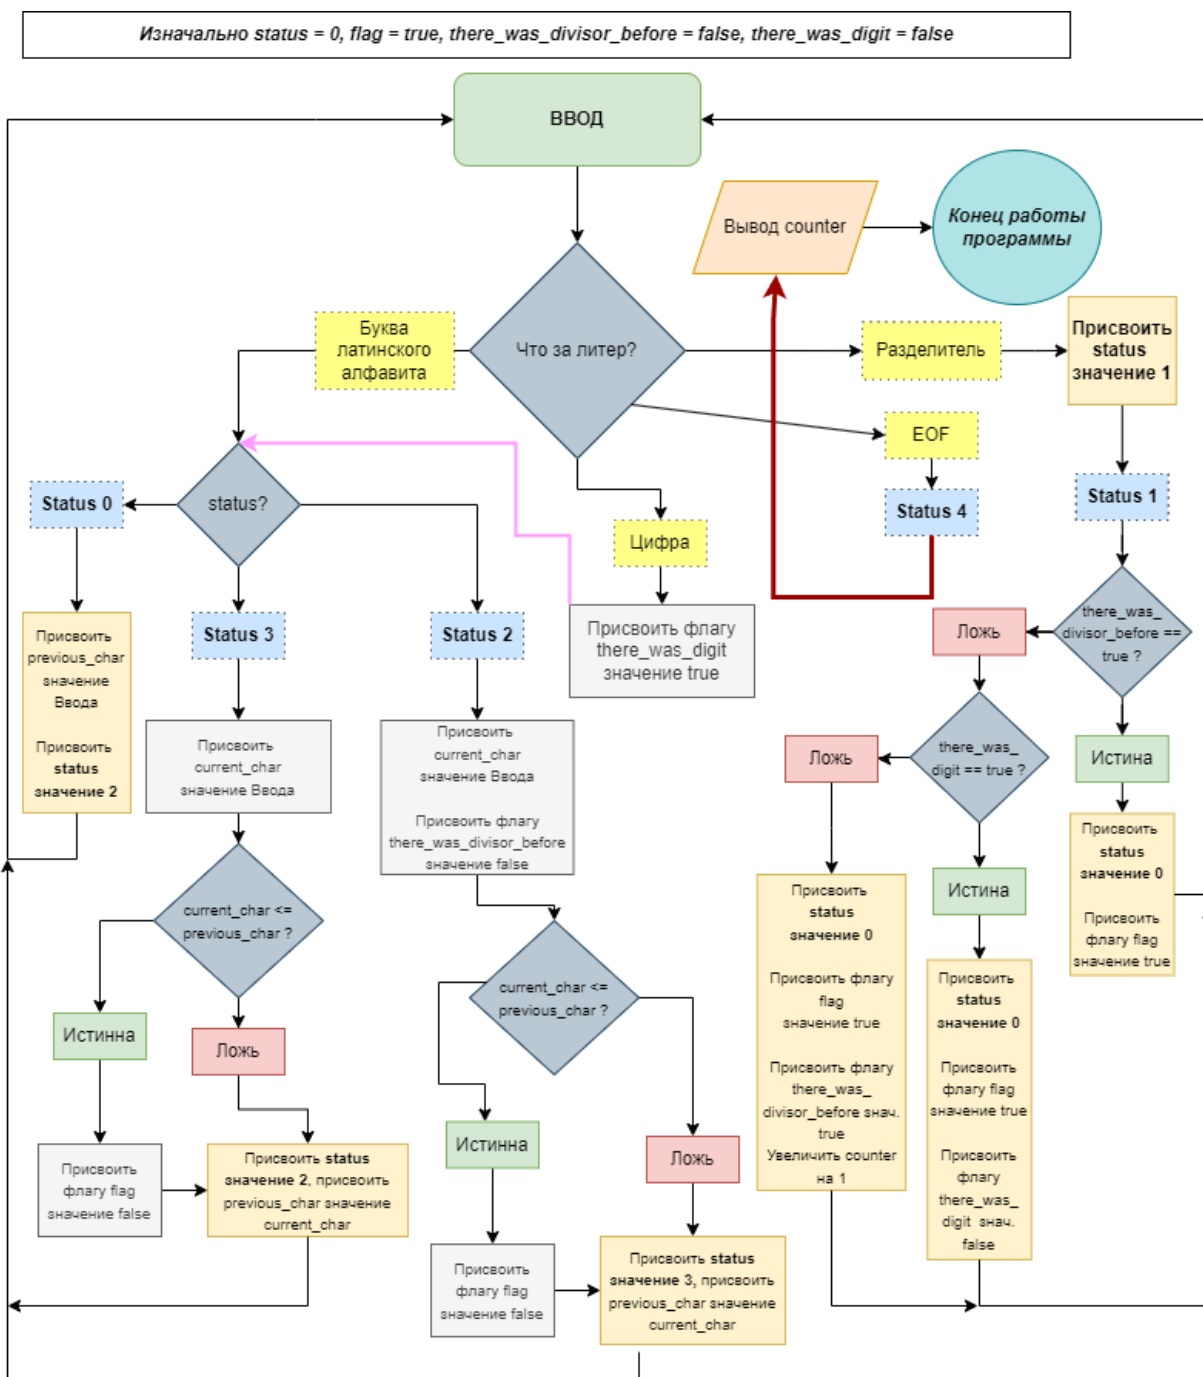 Изначально status = 0, flag = true, there_was_divisor_before = false, there_was_digit = false
ВВОД
Вывод counter
Конец работы
программы
Буква
латинского
алфавита
Что за литер?
Разделитель
Присвоить
status
значение 1
EOF
Status 0
status?
Status 4
Status 1
Цифра
Status 3
Status 2
Присвоить флагу
there_was_digit
значение true
Ложь
there_was_
divisor_before ==
true ?
Присвоить
previous_char
значение
Ввода
Присвоить
status
значение 2
Присвоить
current_char
значение Ввода
Присвоить
current_char
значение Ввода
Присвоить флагу
there_was_divisor_before
значение false
Ложь
there_was_
digit == true ?
Истина
Присвоить
status
значение 0
Присвоить
флагу flag
значение true
current_char <=
previous_char ?
Присвоить
status
значение 0
Присвоить флагу
flag
значение true
Присвоить флагу
there_was_
divisor_before знач.
true
Увеличить counter
на 1
Истина
Присвоить
status
значение 0
Присвоить
флагу flag
значение true
Присвоить
флагу
there_was_
digit знач.
false
current_char <=
previous_char ?
Истинна
Ложь
Истинна
Ложь
Присвоить
флагу flag
значение false
Присвоить status
значение 2, присвоить
previous_char значение
current_char
Присвоить
флагу flag
значение false
Присвоить status
значение 3, присвоить
previous_char значение
current_char